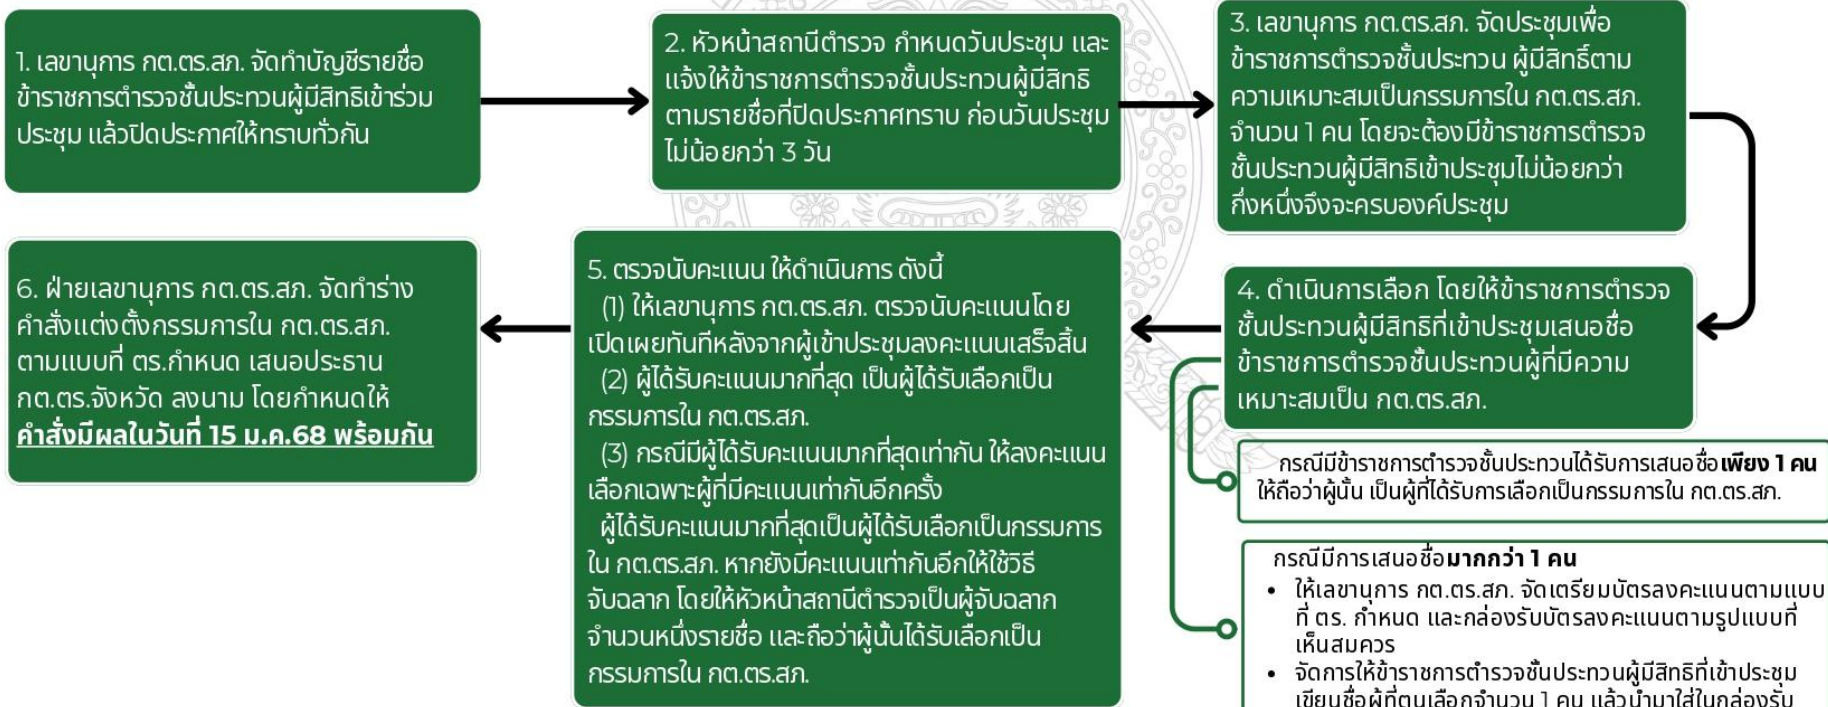 1. เลขานุการ กต.ตร.สภ. จัดทำบัญชีรายชื่อ
ข้าราชการตำรวจชั้นประทวนผู้มีสิทธิเข้าร่วม
ประชุม แล้วปิดประกาศให้ทราบทั่วกัน
2. หัวหน้าสถานีตำรวจ กำหนดวันประชุม และ
แจ้งให้ข้าราชการตำรวจชั้นประทวนผู้มีสิทธิ
ตามรายชื่อที่ปิดประกาศทราบ ก่อนวันประชุม
ไม่น้อยกว่า 3 วัน
3. เลขานุการ กต.ตร.สภ. จัดประชุมเพื่อ
ข้าราชการตำรวจชั้นประทวน ผู้มีสิทธิ์ตาม
ความเหมาะสมเป็นกรรมการใน กต.ตร.สภ.
จำนวน 1 คน โดยจะต้องมีข้าราชการตำรวจ
ชั้นประทวนผู้มีสิทธิเข้าประชุมไม่น้อยกว่า
กึ่งหนึ่งจึงจะครบองค์ประชุม
4. ดำเนินการเลือก โดยให้ข้าราชการตำรวจ
ชั้นประทวนผู้มีสิทธิที่เข้าประชุมเสนอชื่อ
ข้าราชการตำรวจชั้นประทวนผู้ที่มีความ
เหมาะสมเป็น กต.ตร.สภ.
กรณีมีข้าราชการตำรวจชั้นประทวนได้รับการเสนอชื่อเพียง 1 คน
ให้ถือว่าผู้นั้น เป็นผู้ที่ได้รับการเลือกเป็นกรรมการใน กต.ตร.สภ.
กรณีมีการเสนอชื่อมากกว่า 1 คน
• ให้เลขานุการ กต.ตร.สภ. จัดเตรียมบัตรลงคะแนนตามแบบ
ที่ ตร. กำหนด และกล่องรับบัตรลงคะแนนตามรูปแบบที่
เห็นสมควร
• จัดการให้ข้าราชการตำรวจชั้นประทวนผู้มีสิทธิที่เข้าประชุม
เขียนชื่อผู้ที่ตนเลือกจำนวน 1 คน แล้วนำมาใส่ในกล่องรับ
5. ตรวจนับคะแนน ให้ดำเนินการ ดังนี้
(1) ให้เลขานุการ กต.ตร.สภ. ตรวจนับคะแนนโดย
เปิดเผยทันทีหลังจากผู้เข้าประชุมลงคะแนนเสร็จสิ้น
(2) ผู้ได้รับคะแนนมากที่สุด เป็นผู้ได้รับเลือกเป็น
กรรมการใน กต.ตร.สภ.
(3) กรณีมีผู้ได้รับคะแนนมากที่สุดเท่ากัน ให้ลงคะแนน
เลือกเฉพาะผู้ที่มีคะแนนเท่ากันอีกครั้ง
ผู้ได้รับคะแนนมากที่สุดเป็นผู้ได้รับเลือกเป็นกรรมการ
ใน กต.ตร.สภ. หากยังมีคะแนนเท่ากันอีกให้ใช้วิธี
จับฉลาก โดยให้หัวหน้าสถานีตำรวจเป็นผู้จับฉลาก
จำนวนหนึ่งรายชื่อ และถือว่าผู้นั้นได้รับเลือกเป็น
กรรมการใน กต.ตร.สภ.
6. ฝ่ายเลขานุการ กต.ตร.สภ. จัดทำร่าง
คำสั่งแต่งตั้งกรรมการใน กต.ตร.สภ.
ตามแบบที่ ตร.กำหนด เสนอประธาน
กต.ตร.จังหวัด ลงนาม โดยกำหนดให้
คำสั่งมีผลในวันที่ 15 ม.ค.68 พร้อมกัน